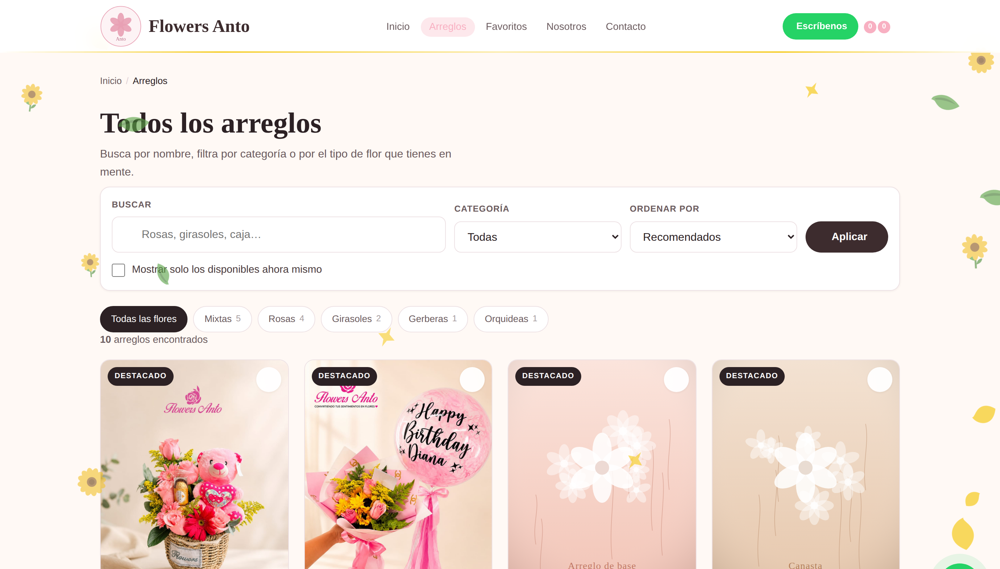 Anto
Flowers Anto
Inicio
Arreglos
Favoritos
Nosotros
Contacto
Escríbenos
0
0
Inicio / Arreglos
Todos los arreglos
Busca por nombre, filtra por categoría o por el tipo de flor que tienes en
mente.
BUSCAR
CATEGORÍA
ORDENAR POR
Rosas, girasoles, caja…
Todas
Recomendados
Aplicar
Mostrar solo los disponibles ahora mismo
Todas las flores
Mixtas 5
Rosas 4
Girasoles 2
Gerberas 1
Orquideas 1
10 arreglos encontrados
DESTACADO
Flowers Anto
Flowers
DESTACADO
Flowers Anto
CONVIRTIENDO TUS SENTIMIENTOS EN FLORES
Happy
Birthday
Diana
DESTACADO
Arreglo de base
DESTACADO
Canasta